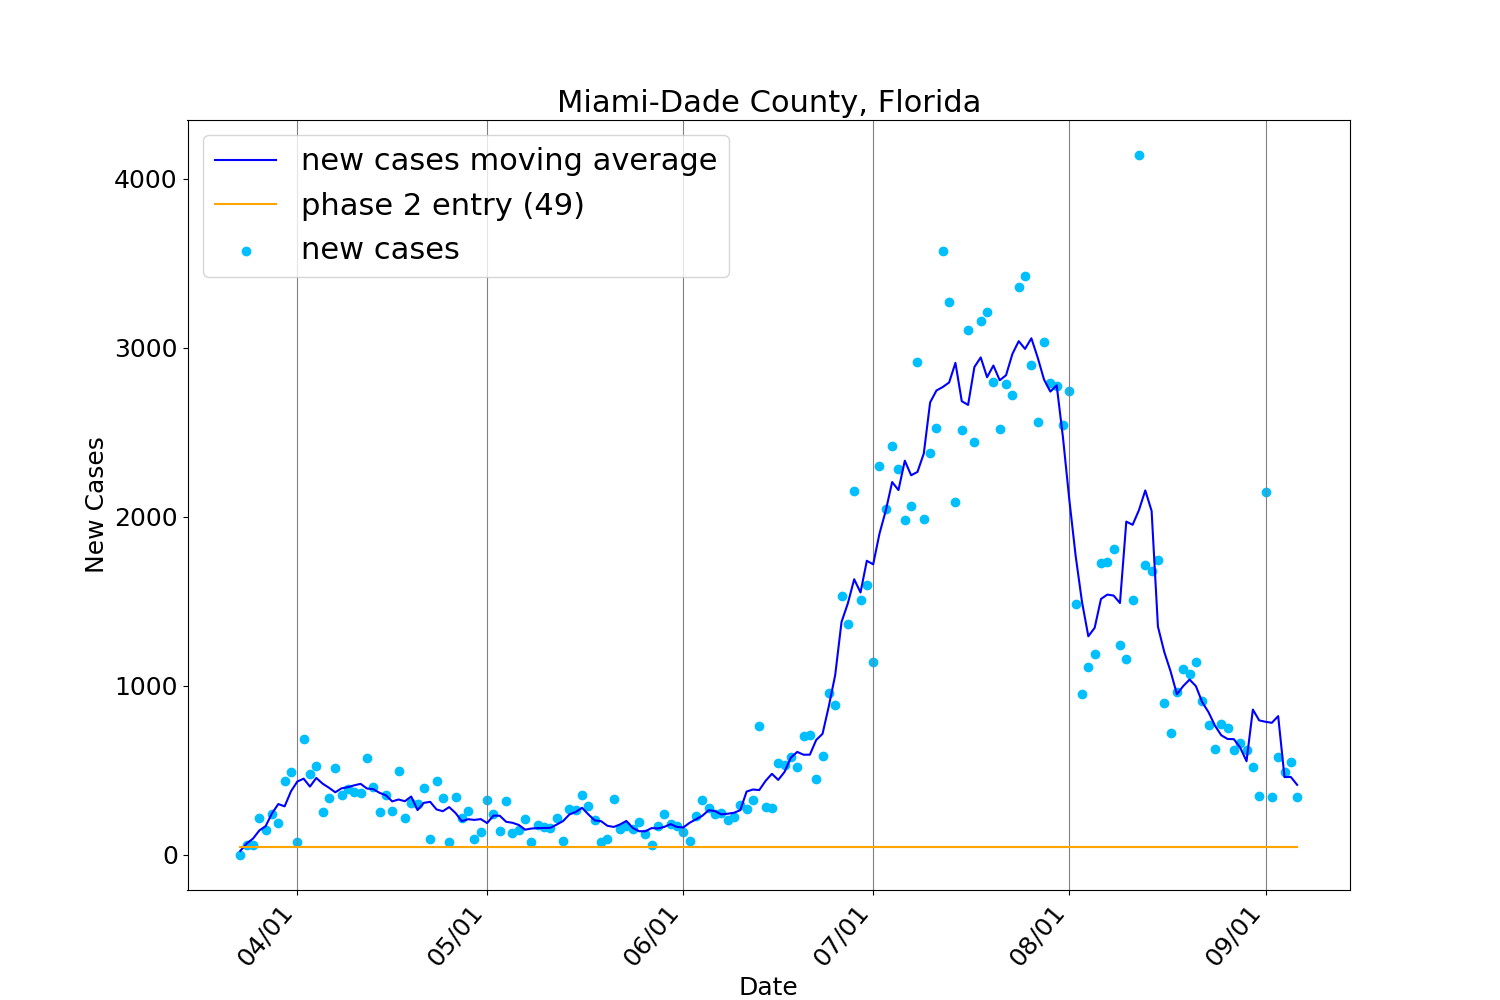 Miami-Dade County, Florida
new cases moving average
phase 2 entry (49)
new cases
4000
3000
2000
1000
0
New Cases
04/01
05/01
06/01
07/01
08/01
09/01
Date